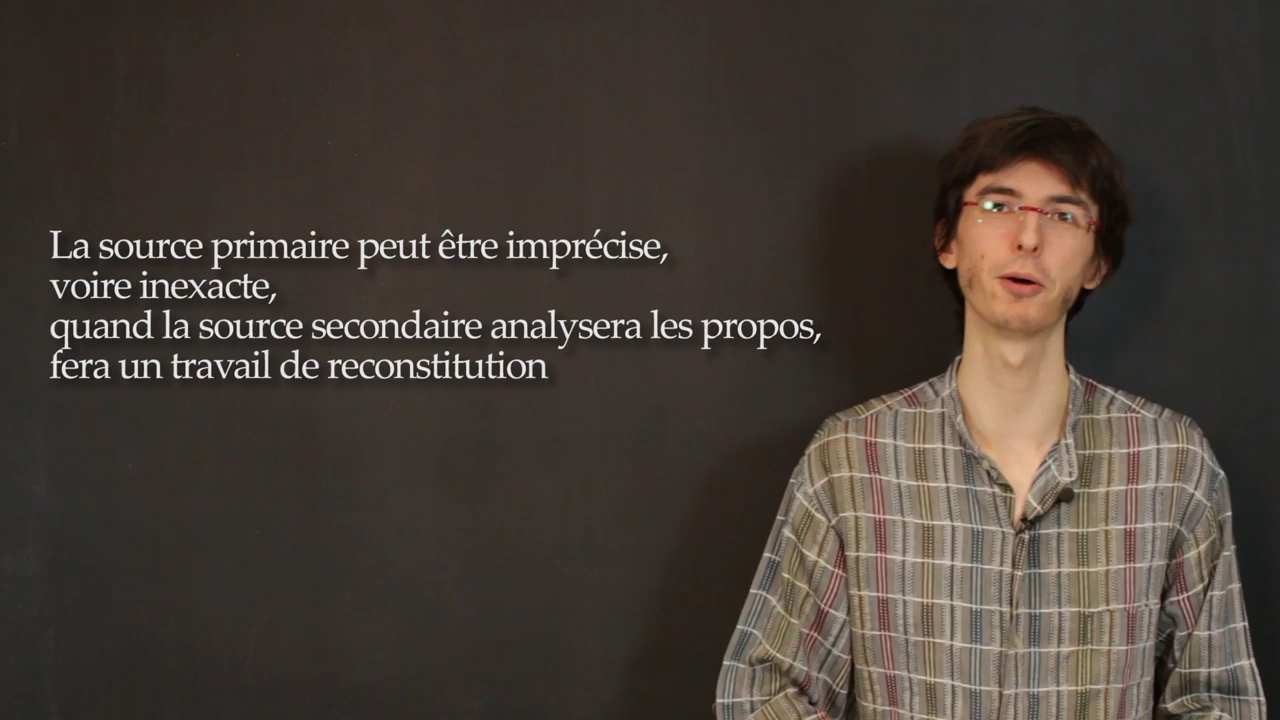 La source primaire peut être imprécise,
voire inexacte,
quand la source secondaire analysera les propos,
fera un travail de reconstitution